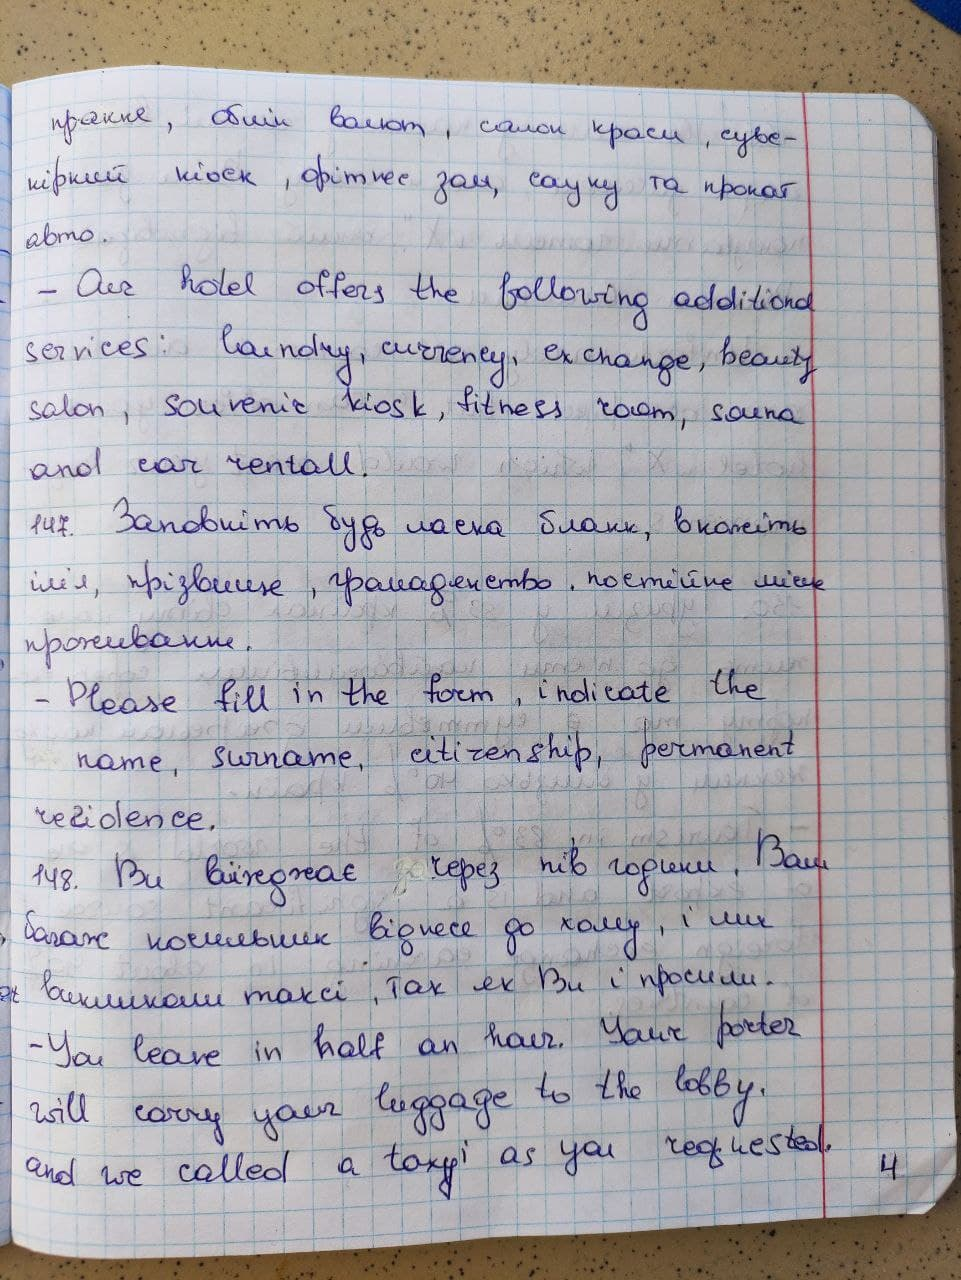 прання, обмін валют, салон краси, суве-
нірний кіоск, фітнес зал, сауну та прокат
авто.
- Our hotel offers the following additional
services: laundry, currency, exchange, beauty
salon, souvenir kiosk, fitness room, sauna
and car rentall.
147. Заповніть будь ласка бланк, вкажіть
ім'я, прізвище, громадянство, постійне місце
проживання.
- Please fill in the form, indicate the
name, surname, citizenship, permanent
residence.
148. Ви виїжджає через пів години. Ваш
багаж носильник віднесе до холу, і ми
викликали таксі, так як Ви і просили.
- You leave in half an hour. Your porter
will carry your luggage to the lobby.
and we called a taxyi as you requested.
4